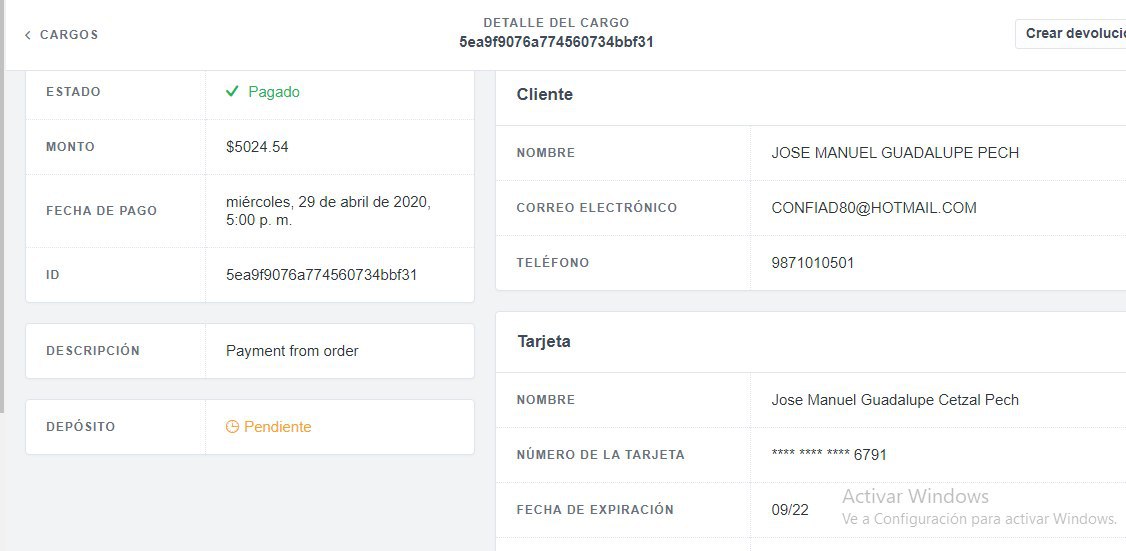 CARGOS
DETALLE DEL CARGO
5ea9f9076a774560734bbf31
Crear devolucio
ESTADO
Pagado
MONTO
$5024.54
FECHA DE PAGO
miércoles, 29 de abril de 2020,
5:00 p. m.
ID
5ea9f9076a774560734bbf31
DESCRIPCIÓN
Payment from order
DEPÓSITO
Pendiente
Cliente
NOMBRE
JOSE MANUEL GUADALUPE PECH
CORREO ELECTRÓNICO
CONFIAD80@HOTMAIL.COM
TELÉFONO
9871010501
Tarjeta
NOMBRE
Jose Manuel Guadalupe Cetzal Pech
NÚMERO DE LA TARJETA
**** **** **** 6791
FECHA DE EXPIRACIÓN
09/22
Activar Windows
Ve a Configuración para activar Windows.